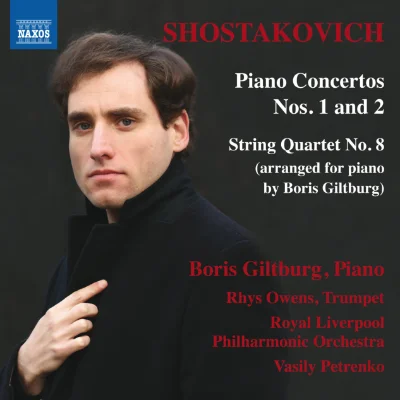 NAXOS
SHOSTAKOVICH
Piano Concertos
Nos. 1 and 2
String Quartet No. 8
(arranged for piano
by Boris Giltburg)
Boris Giltburg, Piano
Rhys Owens, Trumpet
Royal Liverpool
Philharmonic Orchestra
Vasily Petrenko